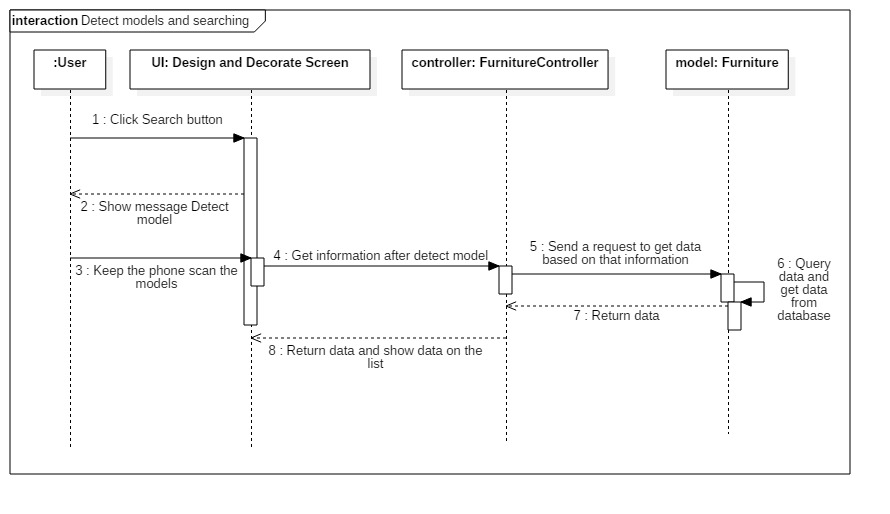 interaction Detect models and searching
:User
UI: Design and Decorate Screen
controller: FurnitureController
model: Furniture
1 : Click Search button
2 : Show message Detect
model
3 : Keep the phone scan the
models
4 : Get information after detect model
5 : Send a request to get data
based on that information
6 : Query
data and
get data
from
database
7 : Return data
8 : Return data and show data on the
list